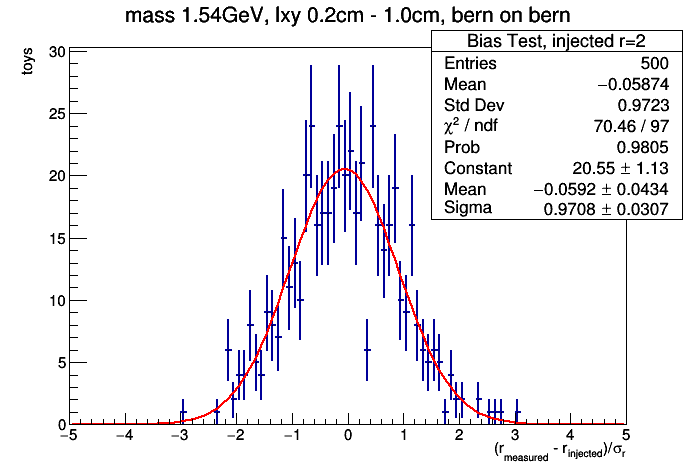 mass 1.54GeV, lxy 0.2cm - 1.0cm, bern on bern
toys
Bias Test, injected r=2
Entries 500
Mean −0.05874
Std Dev 0.9723
χ² / ndf 70.46 / 97
Prob 0.9805
Constant 20.55 ± 1.13
Mean −0.0592 ± 0.0434
Sigma 0.9708 ± 0.0307
30
25
20
15
10
5
0
−5 −4 −3 −2 −1 0 1 2 3 4 5
(r_measured - r_injected)/σ_r